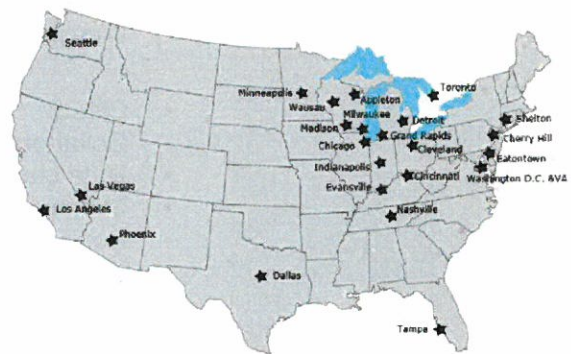 Seattle
Minneapolis
Wausau
Appleton
Toronto
Milwaukee
Madison
Detroit
Shelton
Grand Rapids
Cherry Hill
Chicago
Cleveland
Eatontown
Indianapolis
Cincinnati
Washington D.C. &VA
Las Vegas
Evansville
Los Angeles
Nashville
Phoenix
Dallas
Tampa